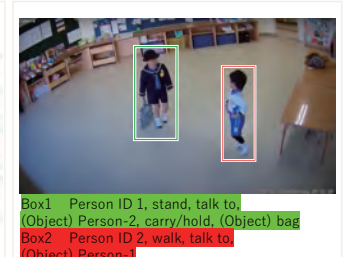 Box1 Person ID 1, stand, talk to,
(Object) Person-2, carry/hold, (Object) bag
Box2 Person ID 2, walk, talk to,
(Object) Person-1